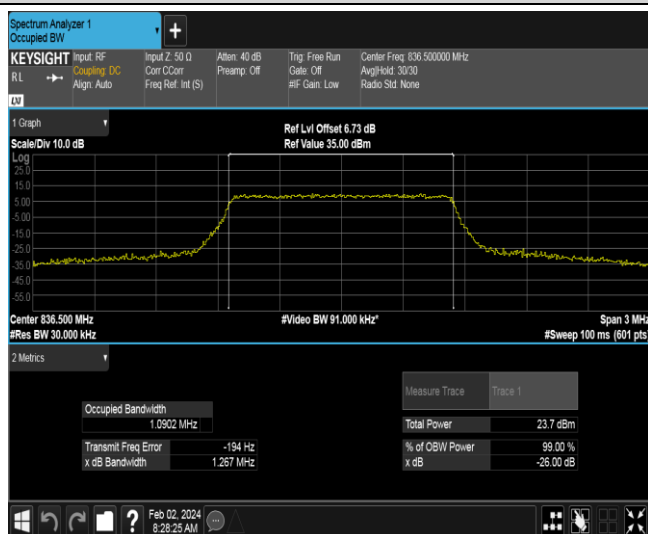 Spectrum Analyzer 1
Occupied BW
KEYSIGHT
R L
LXI
Input: RF
Coupling: DC
Align: Auto
Input Z: 50 Ω
Corr CCorr
Freq Ref: Int (S)
Atten: 40 dB
Preamp: Off
Trig: Free Run
Gate: Off
#IF Gain: Low
Center Freq: 836.500000 MHz
Avg|Hold: 30/30
Radio Std: None
1 Graph
Scale/Div 10.0 dB
Ref Lvl Offset 6.73 dB
Ref Value 35.00 dBm
Log
25.0
15.0
5.00
-5.00
-15.0
-25.0
-35.0
-45.0
-55.0
Center 836.500 MHz
#Res BW 30.000 kHz
#Video BW 91.000 kHz*
Span 3 MHz
#Sweep 100 ms (601 pts)
2 Metrics
Measure Trace Trace 1
Occupied Bandwidth
1.0902 MHz
Total Power 23.7 dBm
Transmit Freq Error -194 Hz
% of OBW Power 99.00 %
x dB Bandwidth 1.267 MHz
x dB -26.00 dB
?
Feb 02, 2024
8:28:25 AM